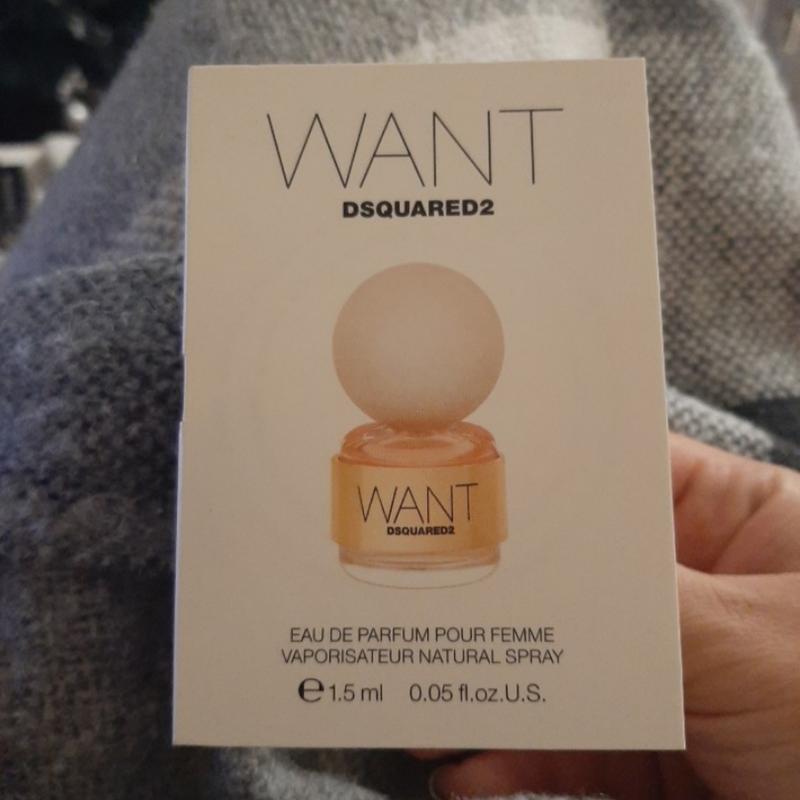 WANT
DSQUARED2
WANT
DSQUARED2
EAU DE PARFUM POUR FEMME
VAPORISATEUR NATURAL SPRAY
℮ 1.5 ml 0.05 fl.oz.U.S.